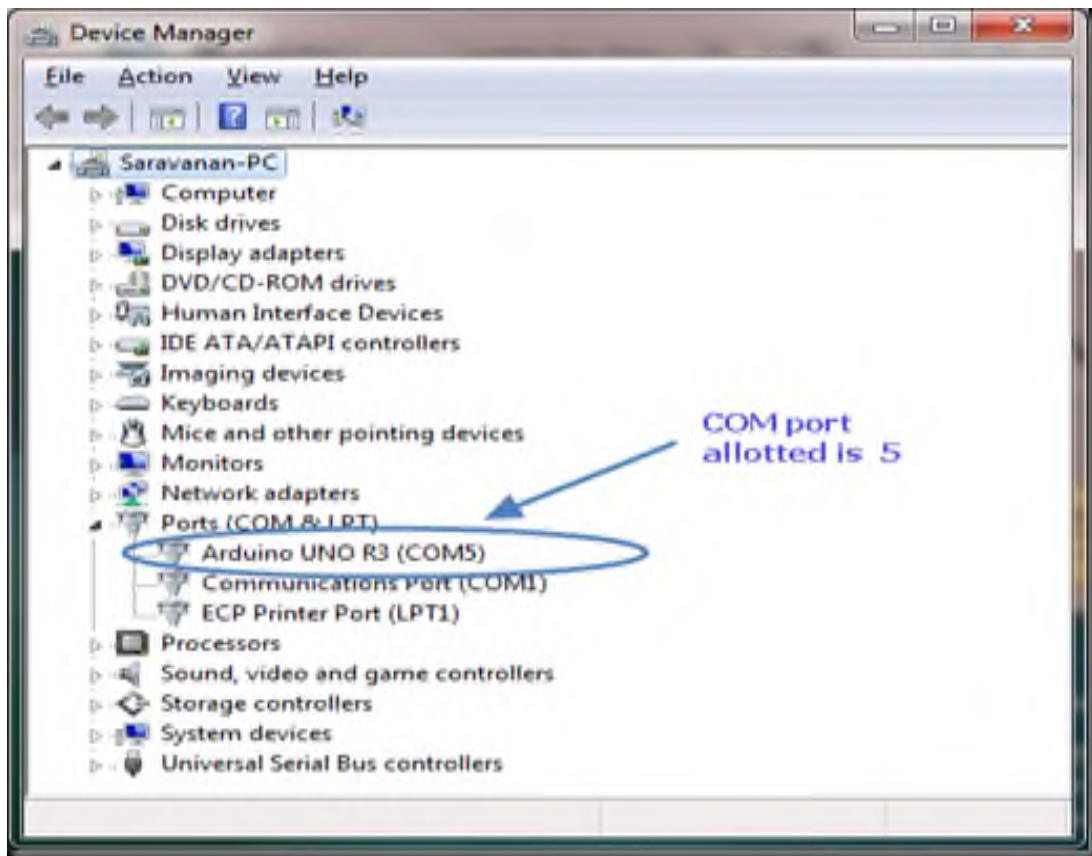 Device Manager
File Action View Help
Saravanan-PC
Computer
Disk drives
Display adapters
DVD/CD-ROM drives
Human Interface Devices
IDE ATA/ATAPI controllers
Imaging devices
Keyboards
Mice and other pointing devices
Monitors
Network adapters
Ports (COM & LPT)
Arduino UNO R3 (COM5)
Communications Port (COM1)
ECP Printer Port (LPT1)
Processors
Sound, video and game controllers
Storage controllers
System devices
Universal Serial Bus controllers
COM port
allotted is 5